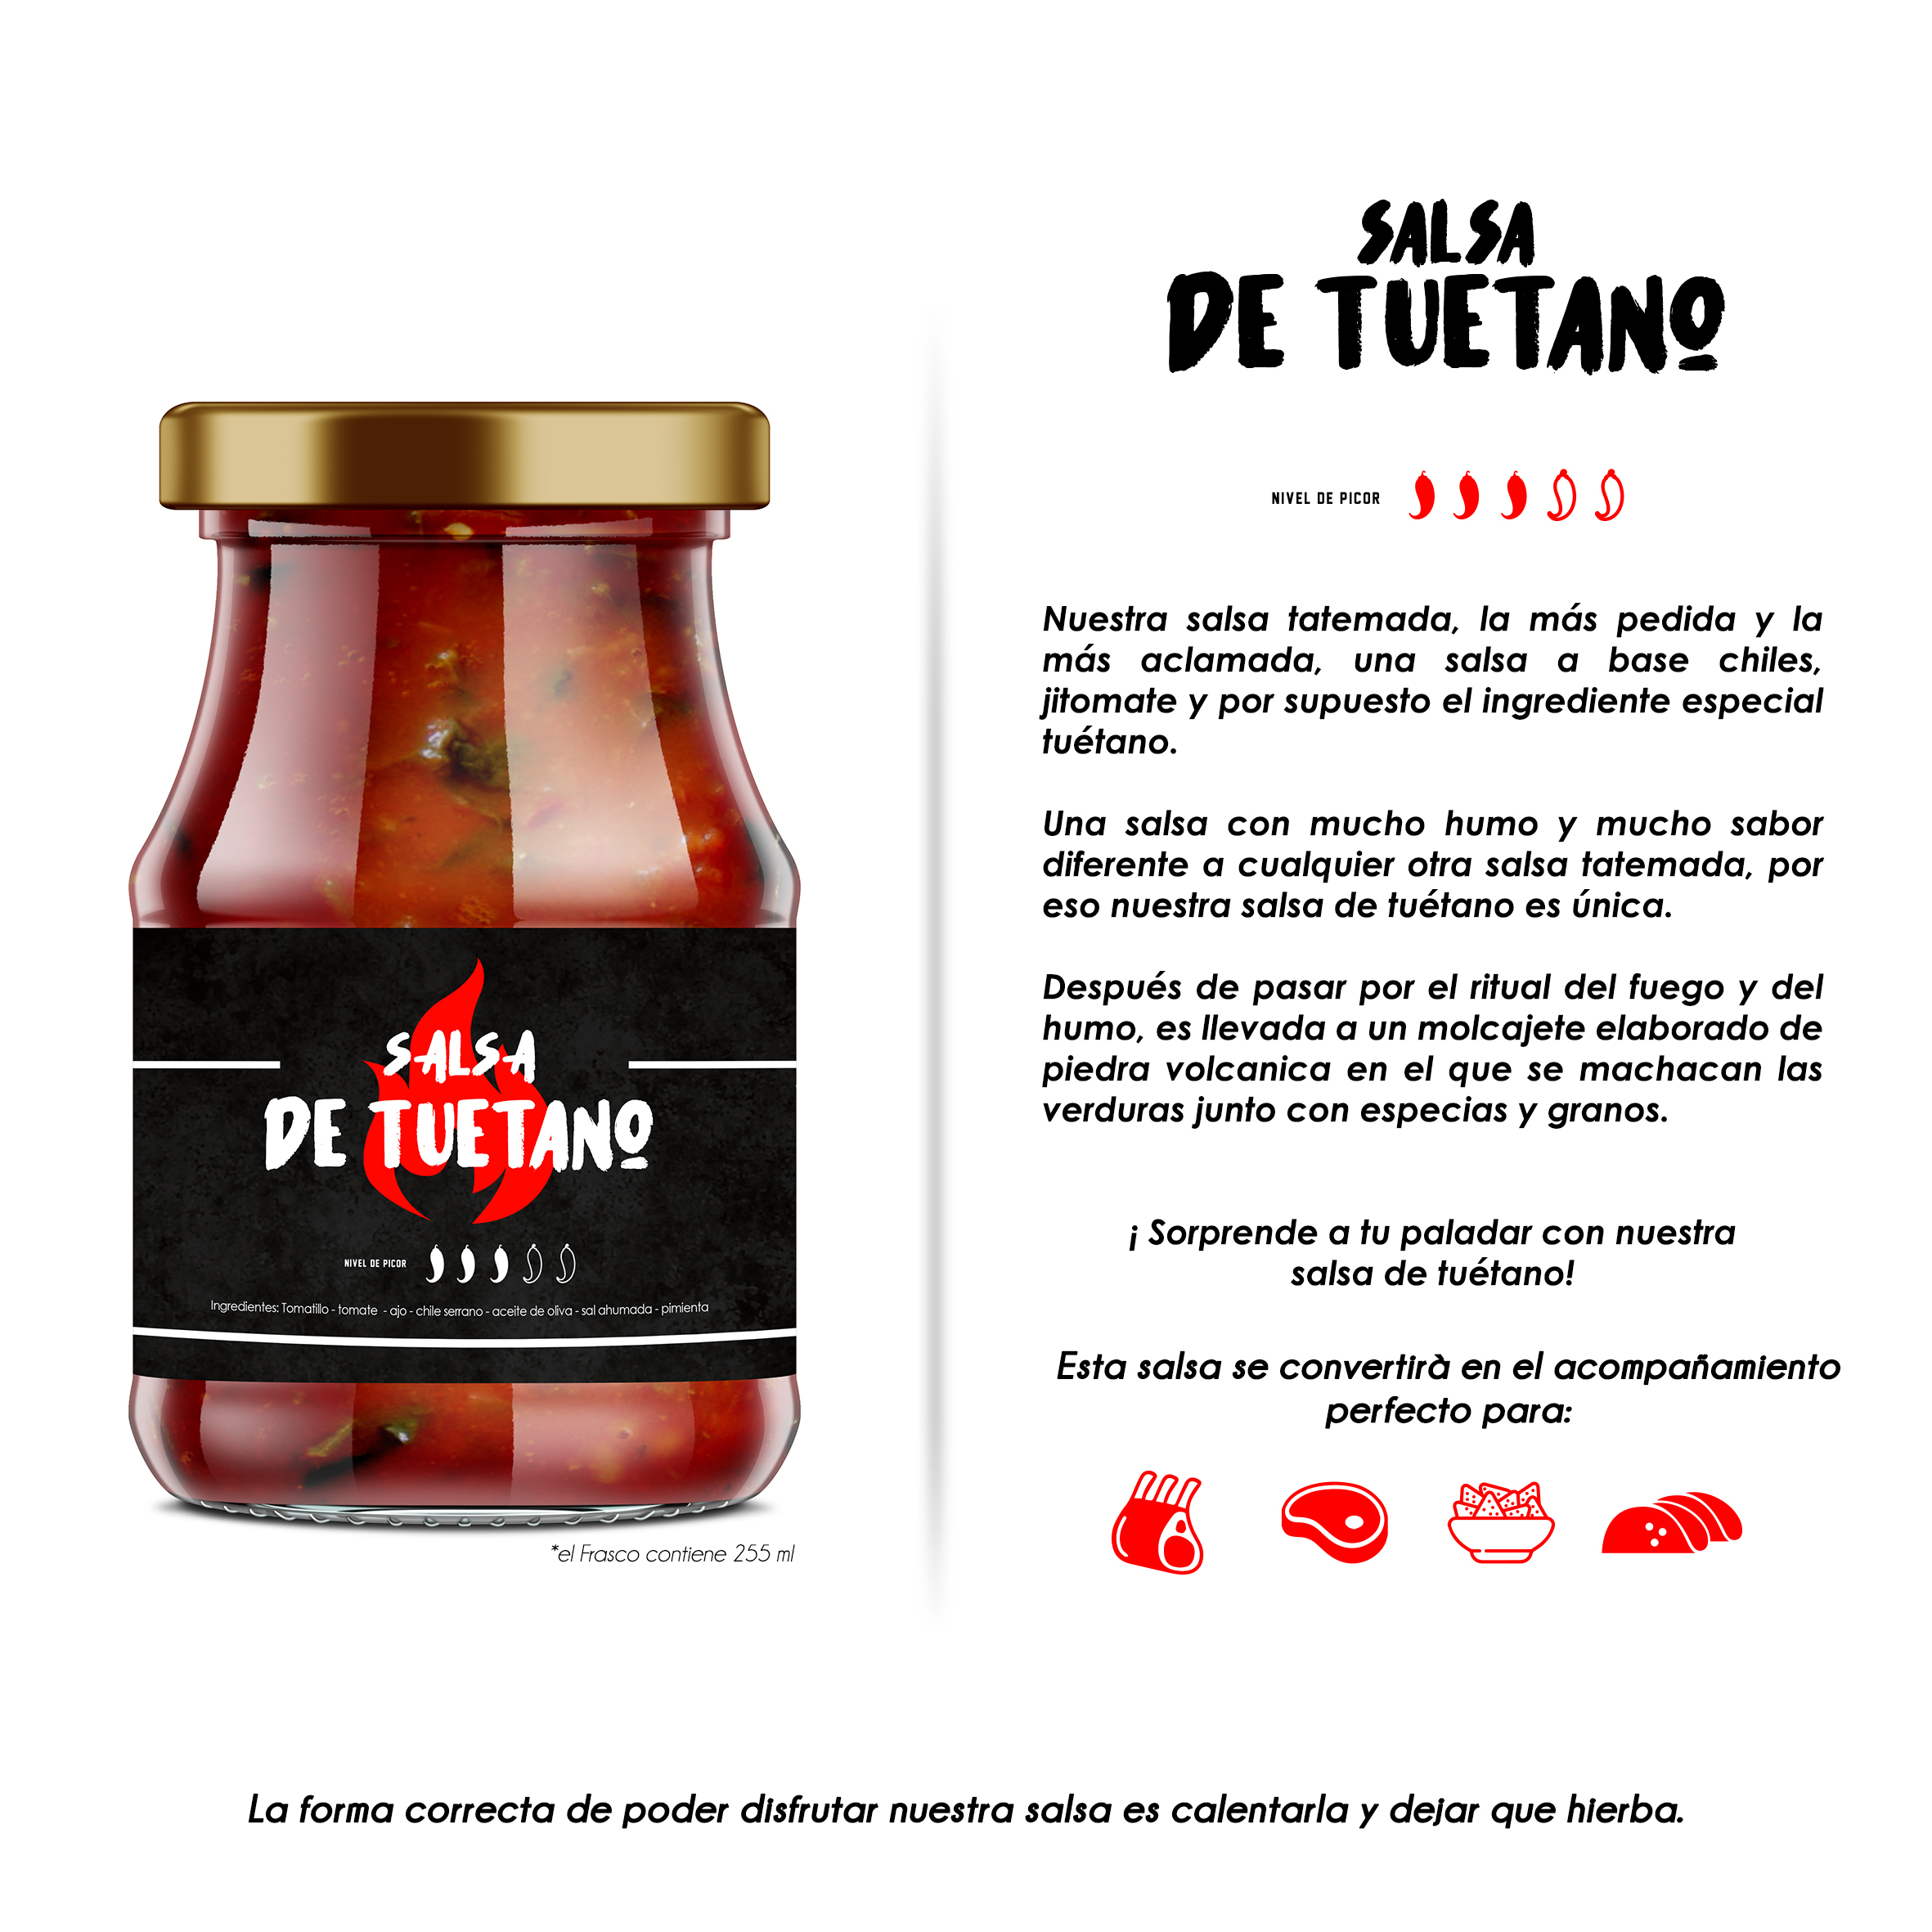 SALSA
DE TUETANO
NIVEL DE PICOR
Ingredientes: Tomatillo - tomate - ajo - chile serrano - aceite de oliva - sal ahumada - pimienta
*el Frasco contiene 255 ml
SALSA
DE TUETANO
NIVEL DE PICOR
Nuestra salsa tatemada, la más pedida y la
más aclamada, una salsa a base chiles,
jitomate y por supuesto el ingrediente especial
tuétano.
Una salsa con mucho humo y mucho sabor
diferente a cualquier otra salsa tatemada, por
eso nuestra salsa de tuétano es única.
Después de pasar por el ritual del fuego y del
humo, es llevada a un molcajete elaborado de
piedra volcanica en el que se machacan las
verduras junto con especias y granos.
¡ Sorprende a tu paladar con nuestra
salsa de tuétano!
Esta salsa se convertirà en el acompañamiento
perfecto para:
La forma correcta de poder disfrutar nuestra salsa es calentarla y dejar que hierba.